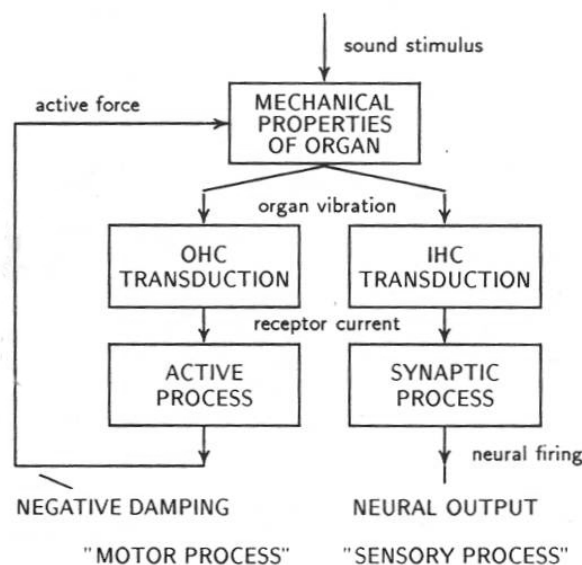 sound stimulus
active force
MECHANICAL
PROPERTIES
OF ORGAN
organ vibration
OHC
TRANSDUCTION
IHC
TRANSDUCTION
receptor current
ACTIVE
PROCESS
SYNAPTIC
PROCESS
neural firing
NEGATIVE DAMPING
NEURAL OUTPUT
"MOTOR PROCESS"
"SENSORY PROCESS"